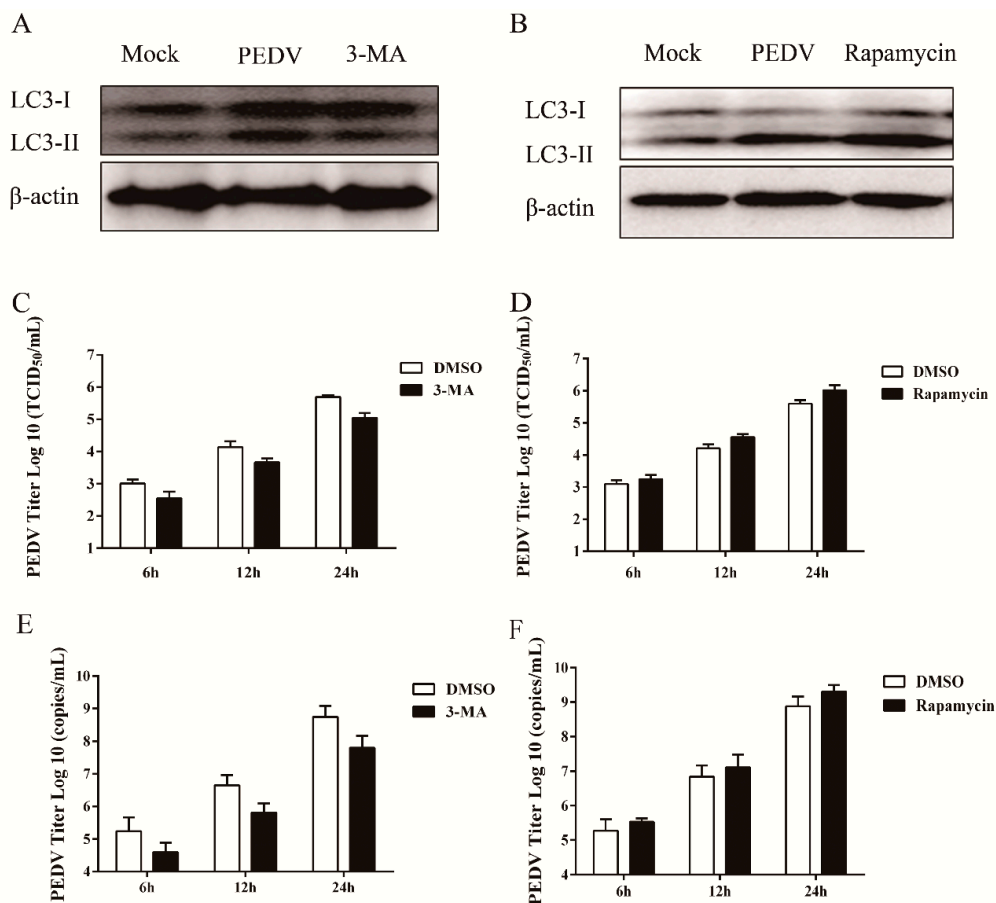 A
Mock PEDV 3-MA
LC3-I
LC3-II
β-actin
B
Mock PEDV Rapamycin
LC3-I
LC3-II
β-actin
C
PEDV Titer Log 10 (TCID50/mL)
7
6
5
4
3
2
1
6h 12h 24h
DMSO
3-MA
D
PEDV Titer Log 10 (TCID50/mL)
7
6
5
4
3
2
1
6h 12h 24h
DMSO
Rapamycin
E
PEDV Titer Log 10 (copies/mL)
10
9
8
7
6
5
4
6h 12h 24h
DMSO
3-MA
F
PEDV Titer Log 10 (copies/mL)
10
9
8
7
6
5
4
6h 12h 24h
DMSO
Rapamycin